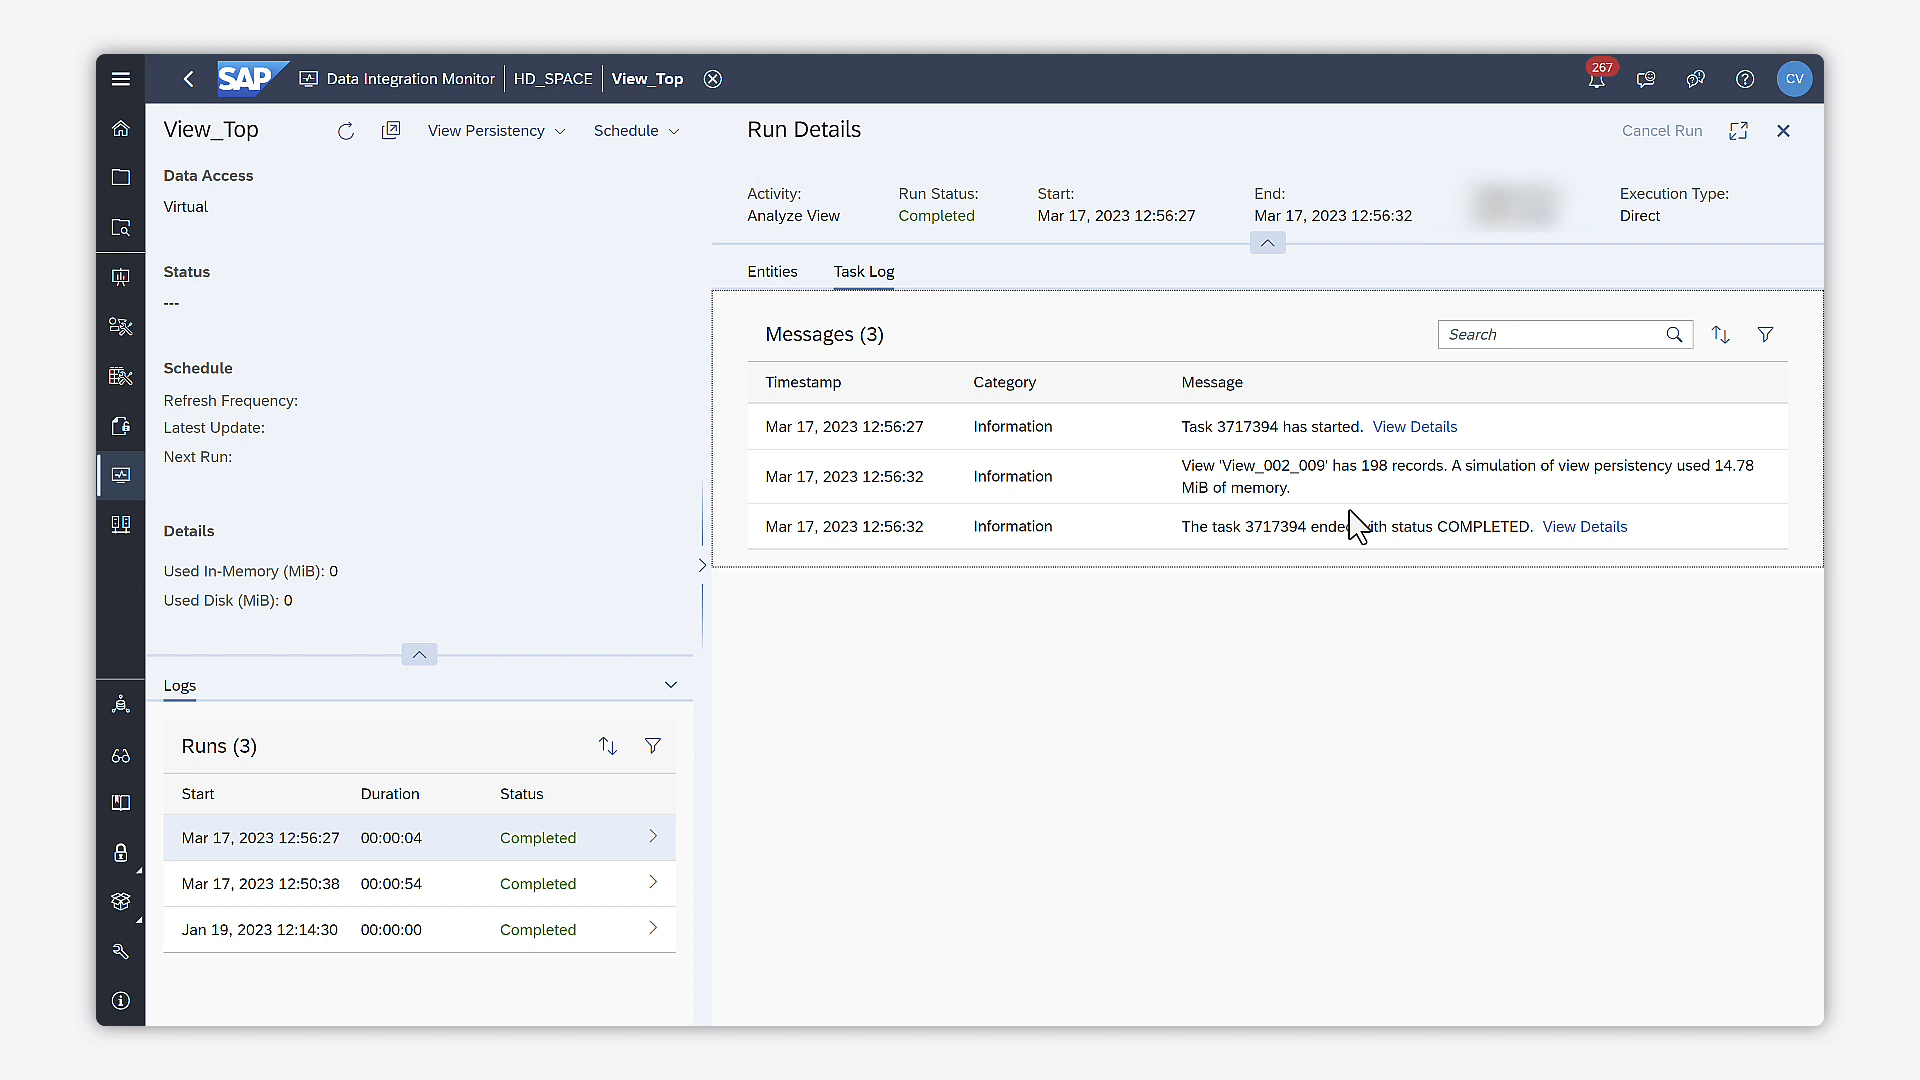 SAP Data Integration Monitor HD_SPACE View_Top 267 CV
View_Top View Persistency Schedule
Data Access
Virtual
Status
---
Schedule
Refresh Frequency:
Latest Update:
Next Run:
Details
Used In-Memory (MiB): 0
Used Disk (MiB): 0
Logs
Runs (3)
Start Duration Status
Mar 17, 2023 12:56:27 00:00:04 Completed
Mar 17, 2023 12:50:38 00:00:54 Completed
Jan 19, 2023 12:14:30 00:00:00 Completed
Run Details Cancel Run
Activity: Run Status: Start: End: Execution Type:
Analyze View Completed Mar 17, 2023 12:56:27 Mar 17, 2023 12:56:32 Direct
Entities Task Log
Messages (3) Search
Timestamp Category Message
Mar 17, 2023 12:56:27 Information Task 3717394 has started. View Details
Mar 17, 2023 12:56:32 Information View 'View_002_009' has 198 records. A simulation of view persistency used 14.78
MiB of memory.
Mar 17, 2023 12:56:32 Information The task 3717394 ended with status COMPLETED. View Details